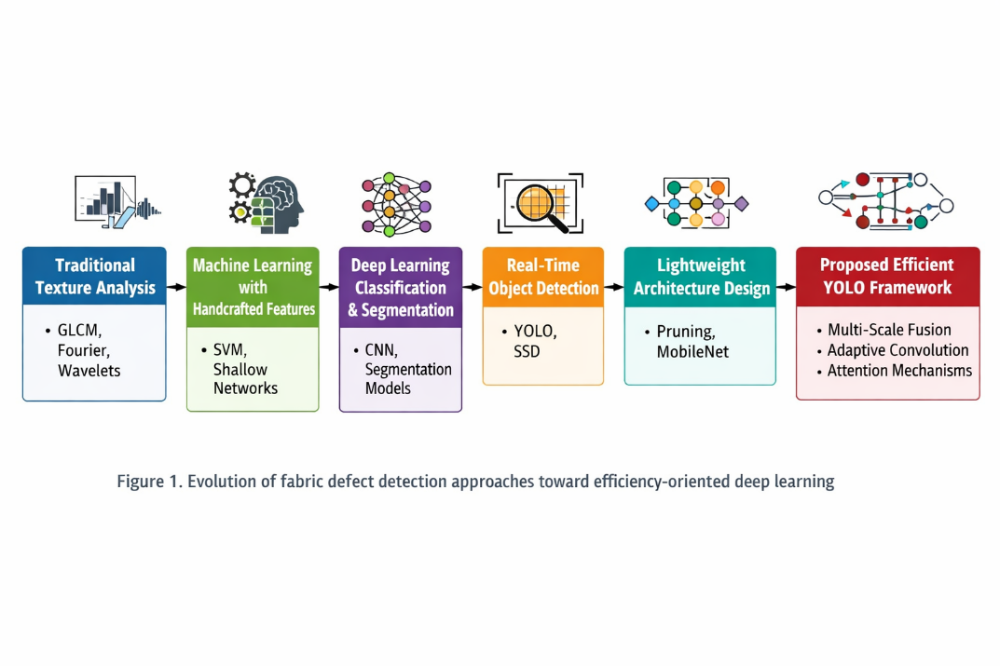 Traditional
Texture Analysis
• GLCM,
Fourier,
Wavelets
Machine Learning
with
Handcrafted Features
• SVM,
Shallow
Networks
Deep Learning
Classification
& Segmentation
• CNN,
Segmentation
Models
Real-Time
Object Detection
• YOLO,
SSD
Lightweight
Architecture Design
• Pruning,
MobileNet
Proposed Efficient
YOLO Framework
• Multi-Scale Fusion
• Adaptive Convolution
• Attention Mechanisms
Figure 1. Evolution of fabric defect detection approaches toward efficiency-oriented deep learning